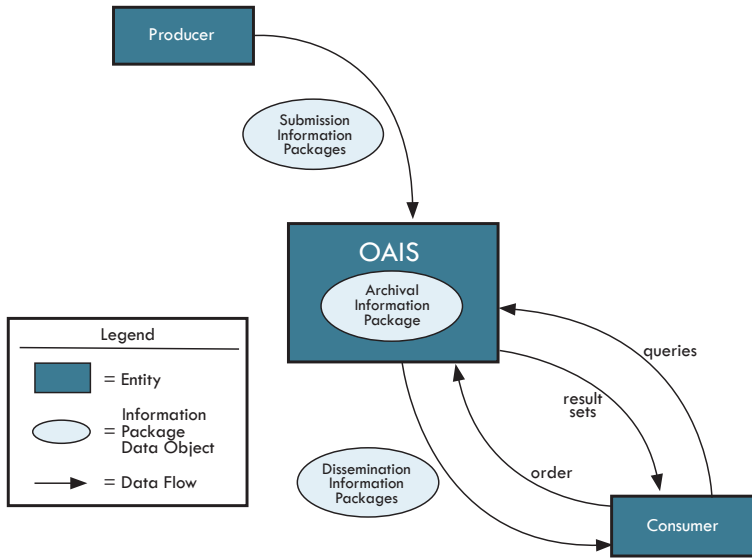 Producer
Submission
Information
Packages
OAIS
Archival
Information
Package
queries
result
sets
order
Dissemination
Information
Packages
Consumer
Legend
= Entity
= Information
Package
Data Object
= Data Flow